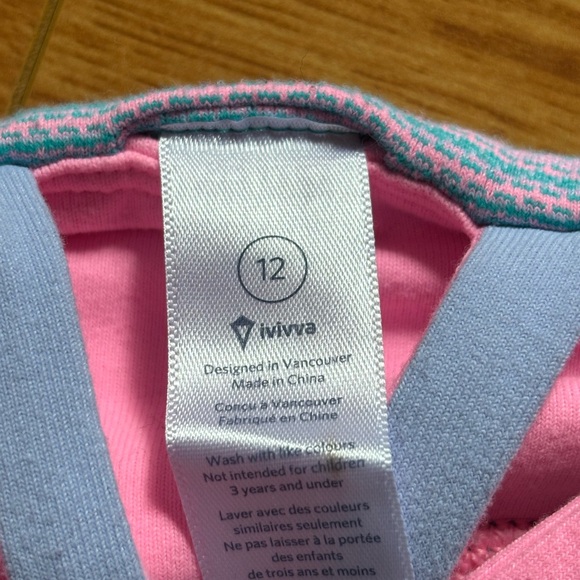 12
ivivva
Designed in Vancouver
Made in China
Conçu à Vancouver
Fabriqué en Chine
Wash with like colours
Not intended for children
3 years and under
Laver avec des couleurs
similaires seulement
Ne pas laisser à la portée
des enfants
de trois ans et moins